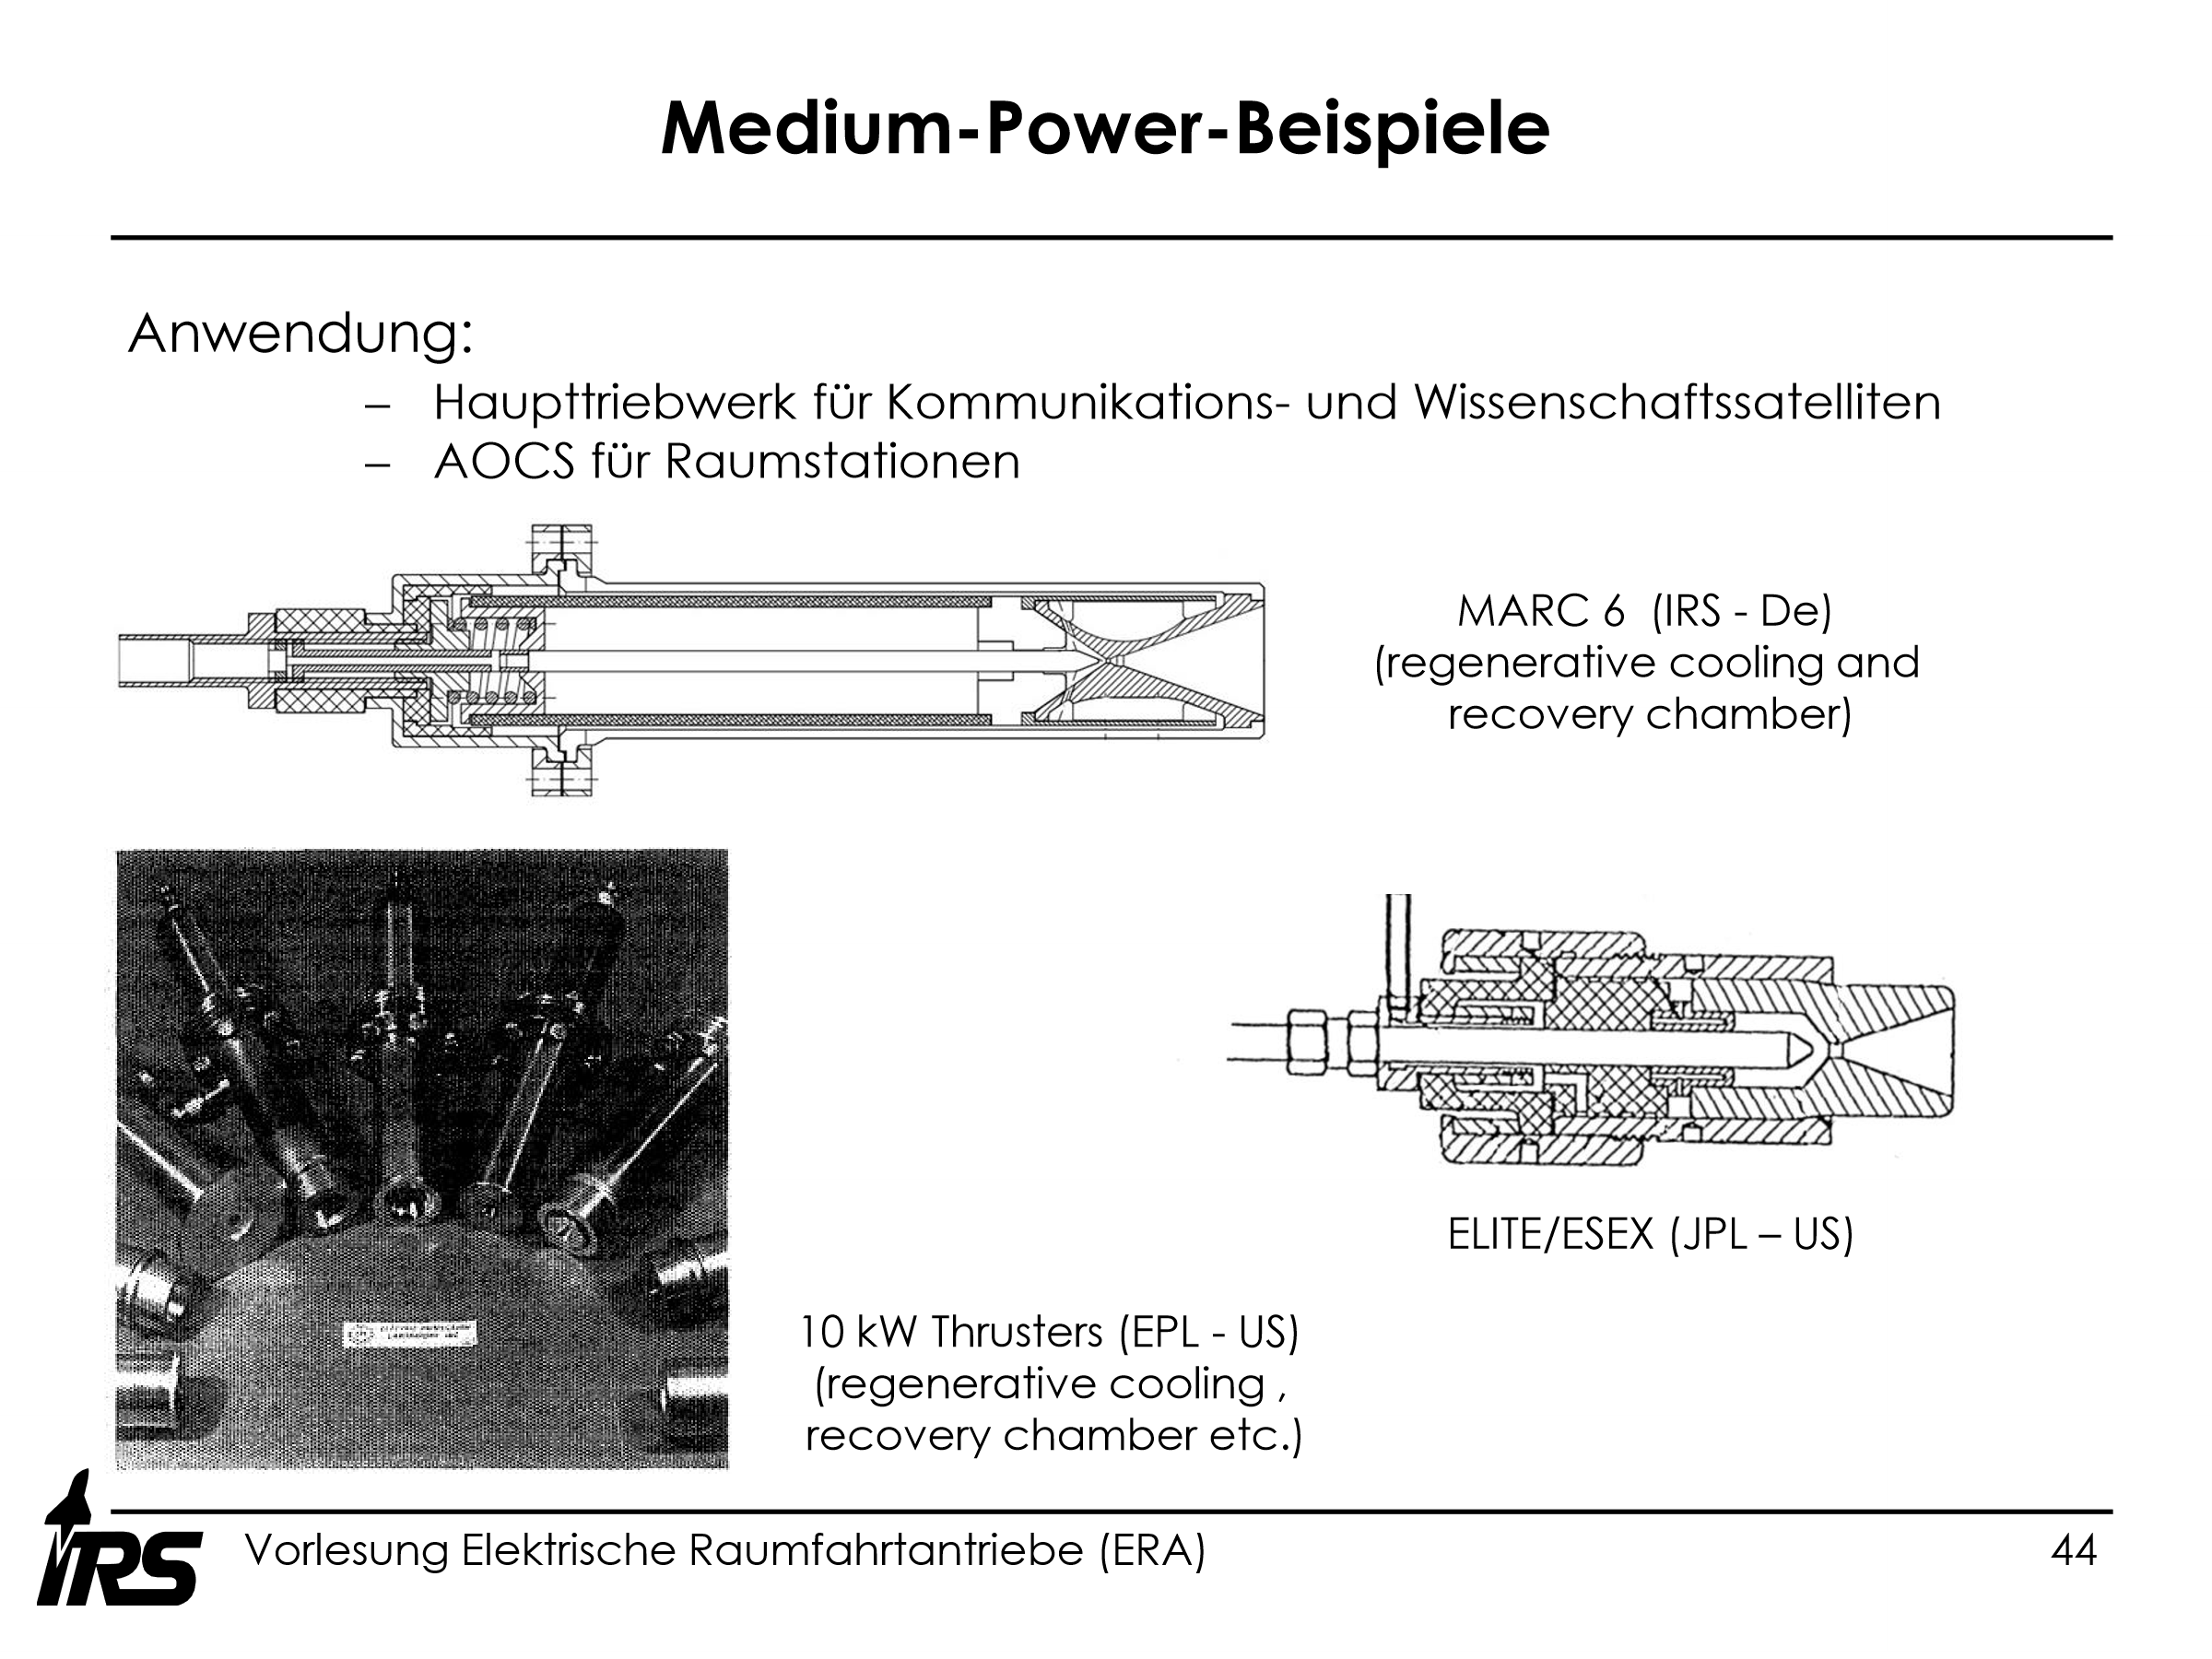 Medium-Power-Beispiele
Anwendung:
– Haupttriebwerk für Kommunikations- und Wissenschaftssatelliten
– AOCS für Raumstationen
MARC 6 (IRS - De)
(regenerative cooling and
recovery chamber)
ELITE/ESEX (JPL – US)
10 kW Thrusters (EPL - US)
(regenerative cooling ,
recovery chamber etc.)
IRS
Vorlesung Elektrische Raumfahrtantriebe (ERA)
44